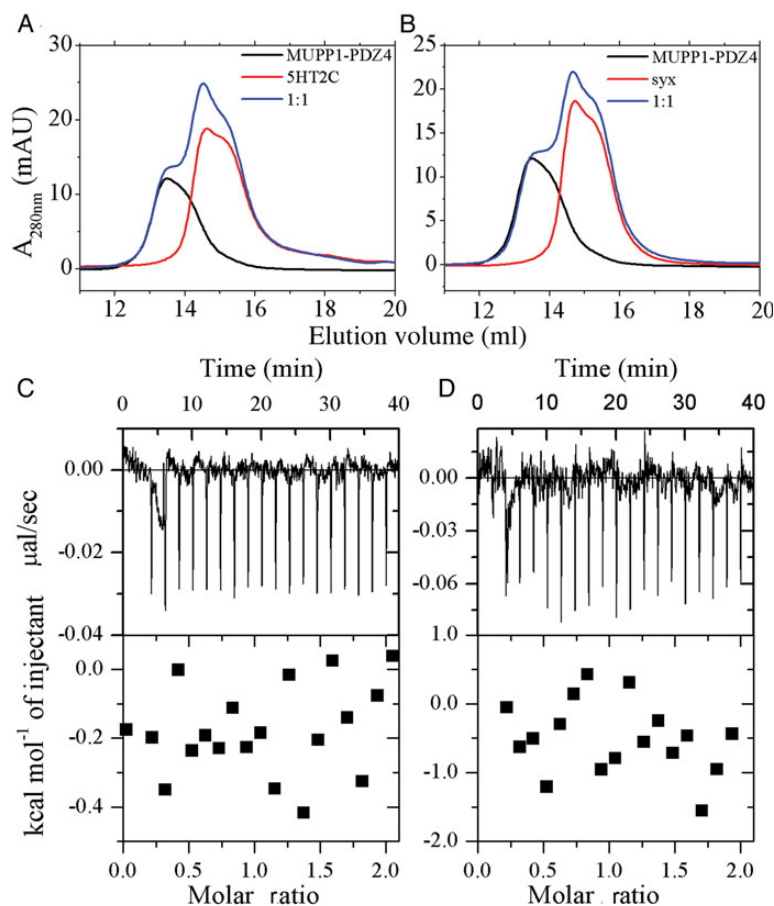 A
B
MUPP1-PDZ4
5HT2C
1:1
MUPP1-PDZ4
syx
1:1
A280nm (mAU)
30
20
10
0
25
20
15
10
5
0
12 14 16 18 20
12 14 16 18 20
Elution volume (ml)
Time (min)
Time (min)
C
D
0 10 20 30 40
0 10 20 30 40
μal/sec
0.00
-0.02
-0.04
0.00
-0.03
-0.06
1.0
kcal mol-1 of injectant
0.0
-0.2
-0.4
0.0
-1.0
-2.0
0.0 0.5 1.0 1.5 2.0
0.0 0.5 1.0 1.5 2.0
Molar ratio
Molar ratio